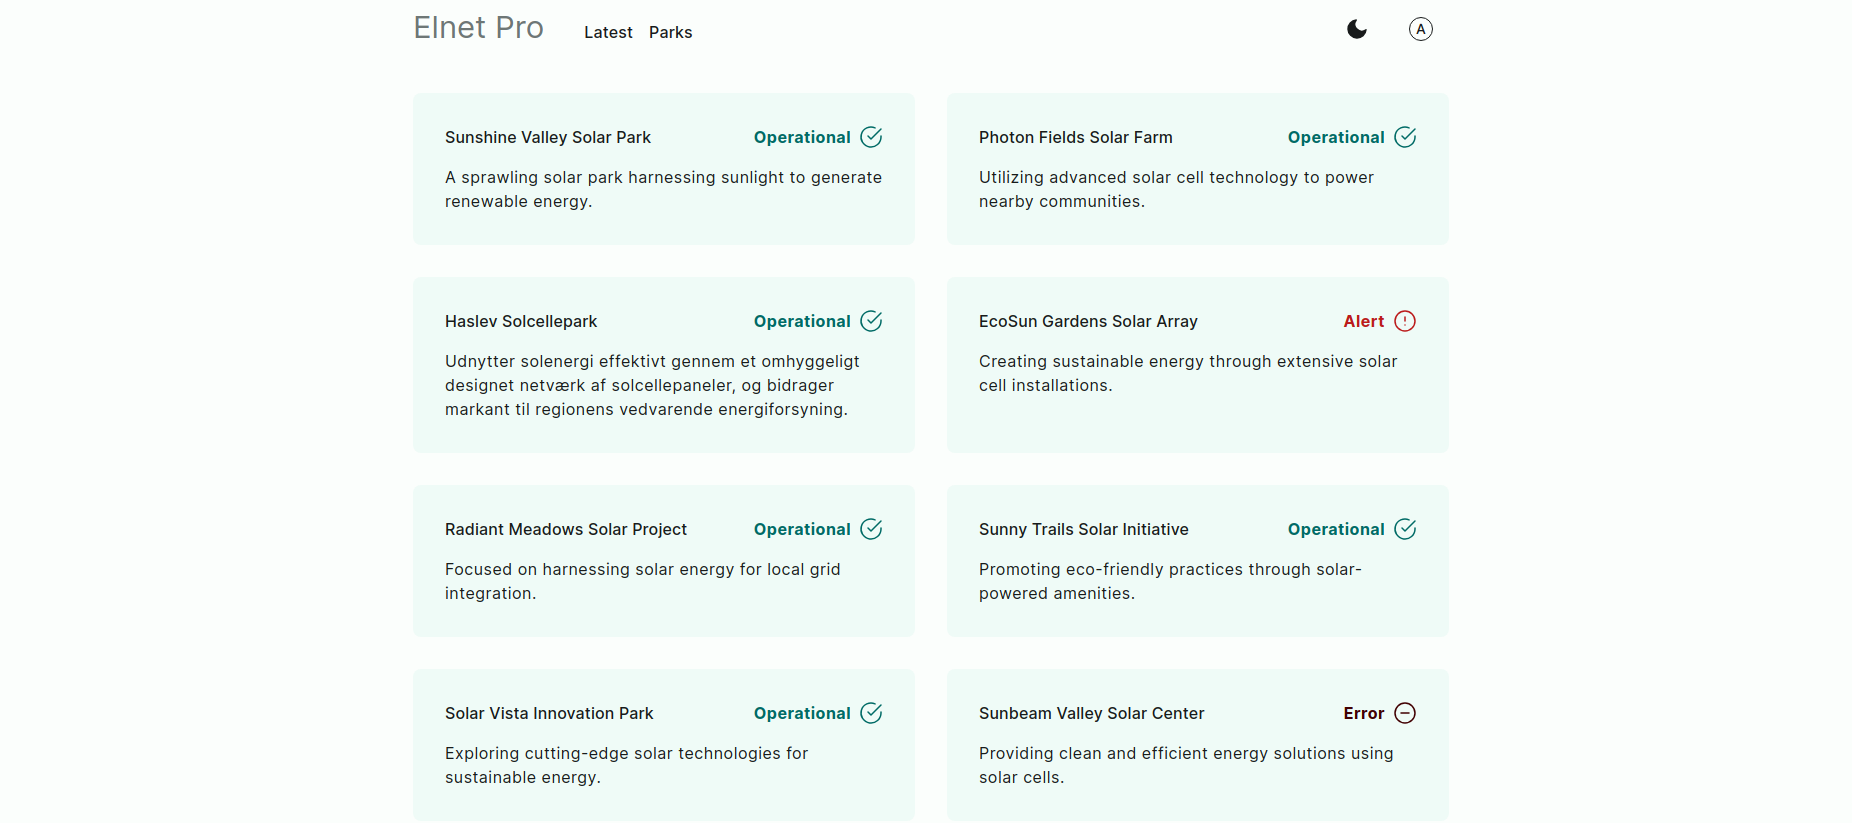 Elnet Pro
Latest
Parks
A
Sunshine Valley Solar Park
Operational
A sprawling solar park harnessing sunlight to generate
renewable energy.
Photon Fields Solar Farm
Operational
Utilizing advanced solar cell technology to power
nearby communities.
Haslev Solcellepark
Operational
Udnytter solenergi effektivt gennem et omhyggeligt
designet netværk af solcellepaneler, og bidrager
markant til regionens vedvarende energiforsyning.
EcoSun Gardens Solar Array
Alert
Creating sustainable energy through extensive solar
cell installations.
Radiant Meadows Solar Project
Operational
Focused on harnessing solar energy for local grid
integration.
Sunny Trails Solar Initiative
Operational
Promoting eco-friendly practices through solar-
powered amenities.
Solar Vista Innovation Park
Operational
Exploring cutting-edge solar technologies for
sustainable energy.
Sunbeam Valley Solar Center
Error
Providing clean and efficient energy solutions using
solar cells.